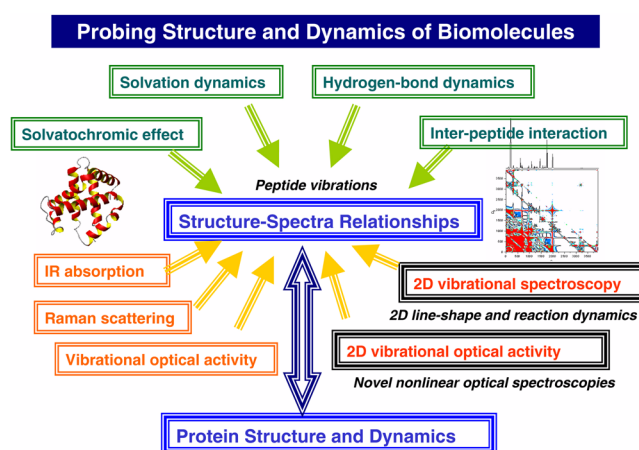 Probing Structure and Dynamics of Biomolecules
Solvation dynamics
Hydrogen-bond dynamics
Solvatochromic effect
Inter-peptide interaction
Peptide vibrations
Structure-Spectra Relationships
IR absorption
2D vibrational spectroscopy
2D line-shape and reaction dynamics
Raman scattering
Vibrational optical activity
2D vibrational optical activity
Novel nonlinear optical spectroscopies
Protein Structure and Dynamics